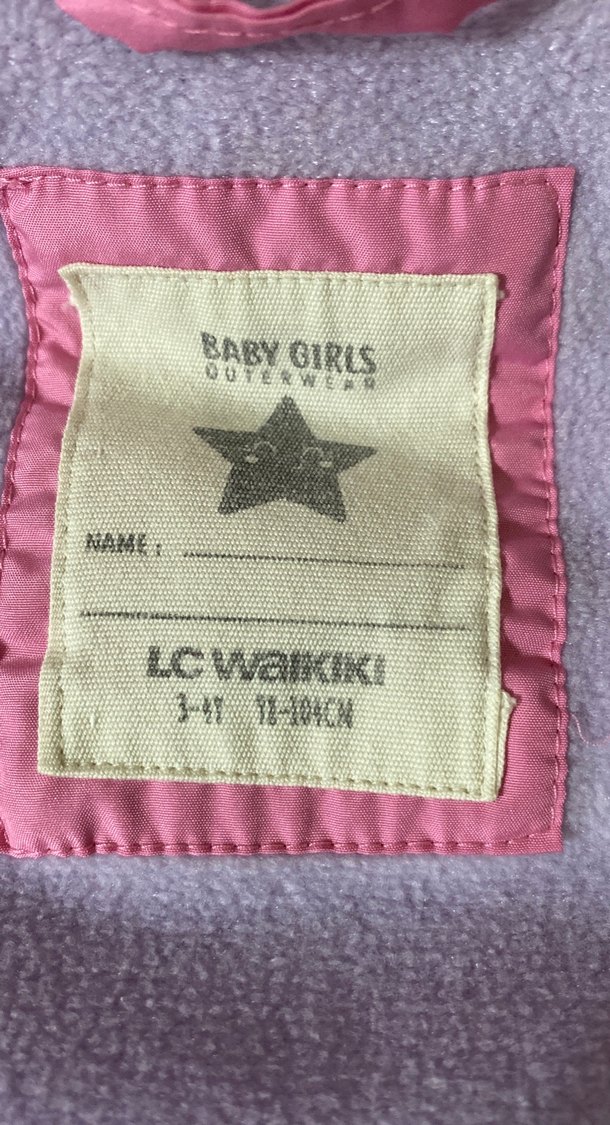 BABY GIRLS
OUTERWEAR
NAME :
LC WAIKIKI
3-4Y 98-104CM